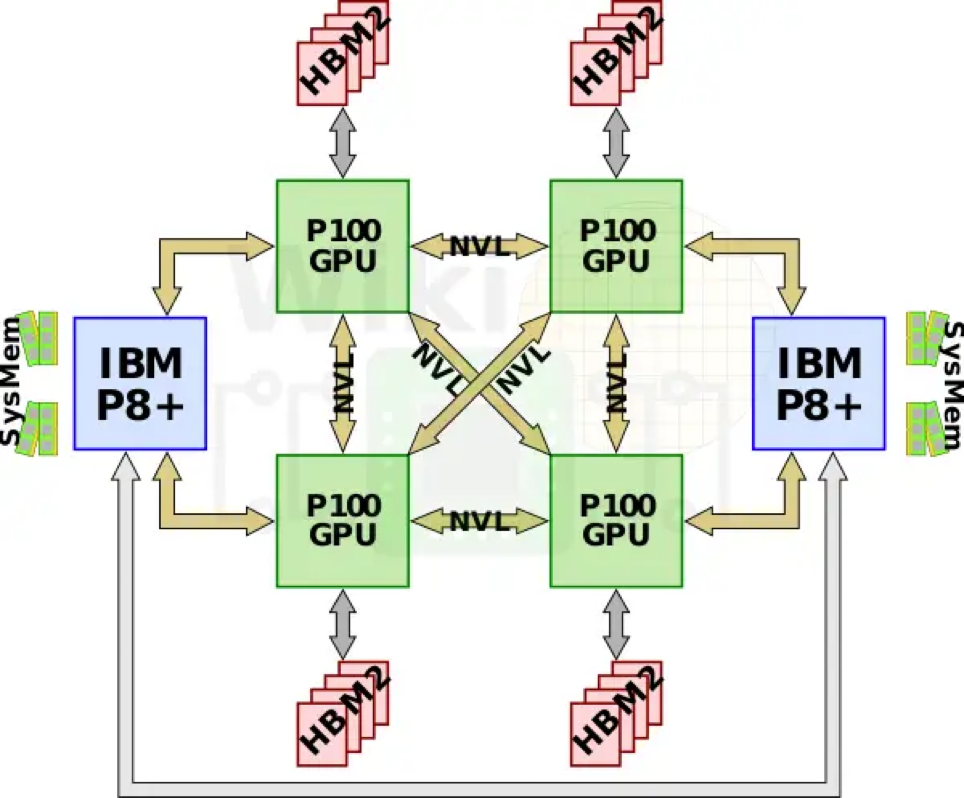 HBM2
HBM2
P100
GPU
NVL
P100
GPU
SysMem
IBM
P8+
NVL
NVL
NVL
NVL
IBM
P8+
SysMem
P100
GPU
NVL
P100
GPU
HBM2
HBM2
Wiki